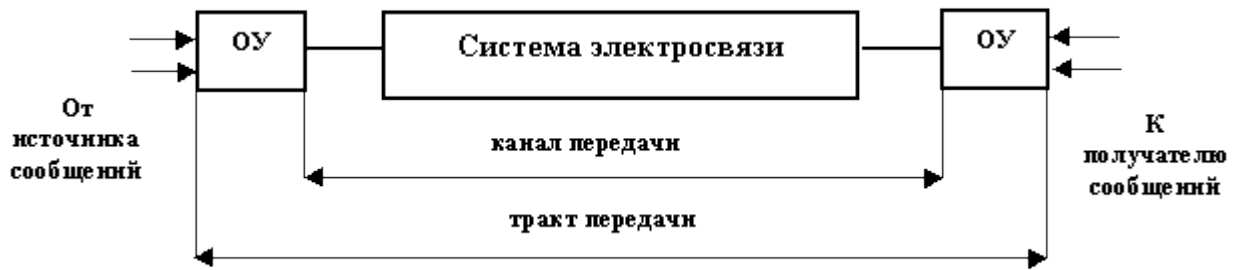 ОУ
Система электросвязи
ОУ
От
источника
сообщений
канал передачи
К
получателю
сообщений
тракт передачи